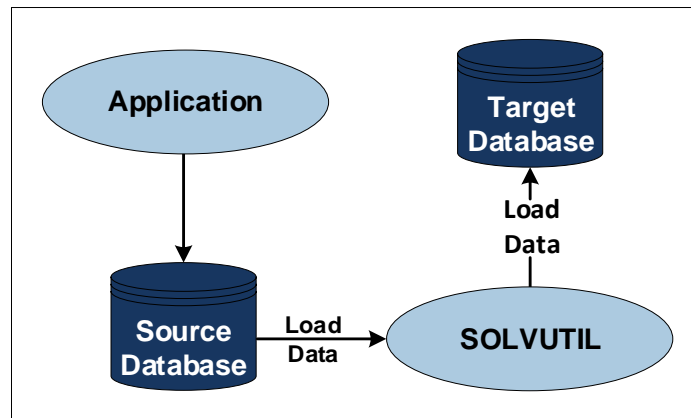 Application
Target
Database
Load
Data
Source
Database
Load
Data
SOLVUTIL